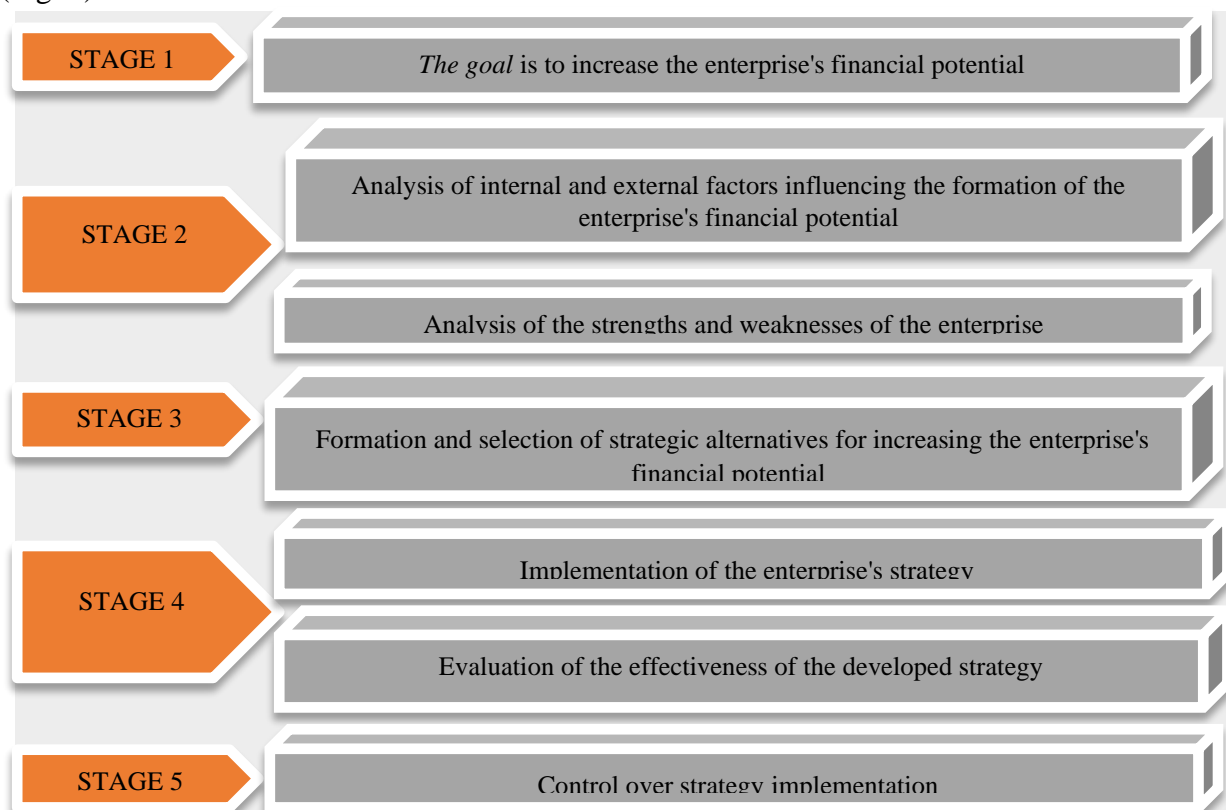 STAGE 1
The goal is to increase the enterprise's financial potential
STAGE 2
Analysis of internal and external factors influencing the formation of the
enterprise's financial potential
Analysis of the strengths and weaknesses of the enterprise
STAGE 3
Formation and selection of strategic alternatives for increasing the enterprise's
financial potential
STAGE 4
Implementation of the enterprise's strategy
Evaluation of the effectiveness of the developed strategy
STAGE 5
Control over strategy implementation